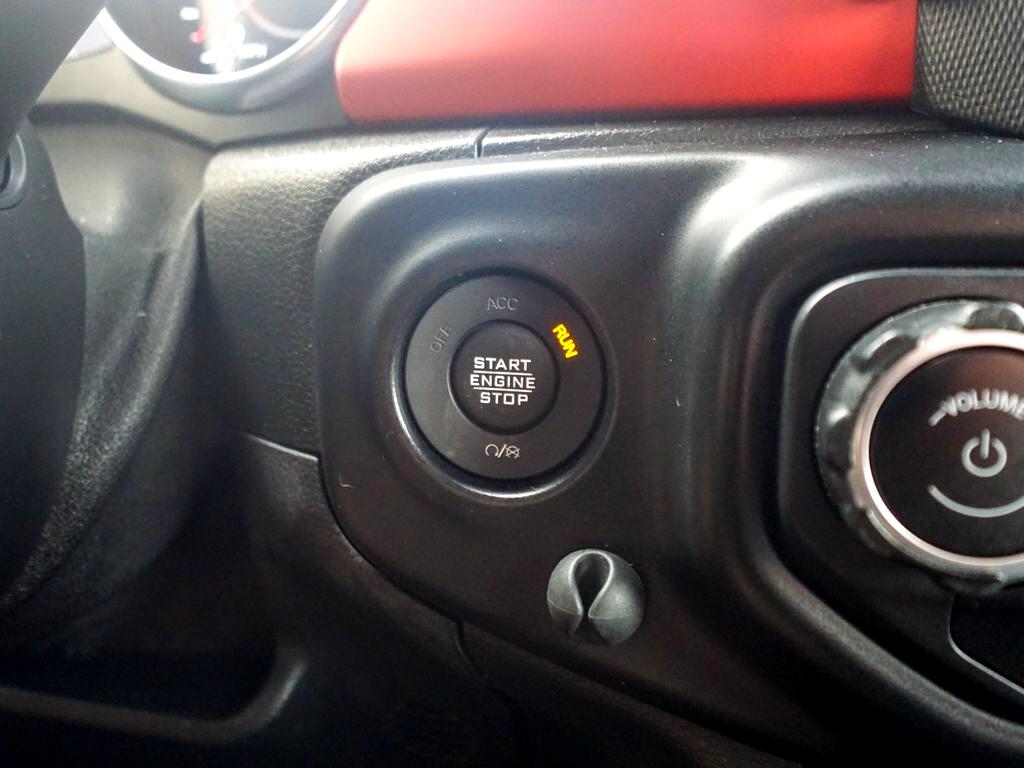 ACC
OFF
RUN
START
ENGINE
STOP
VOLUME